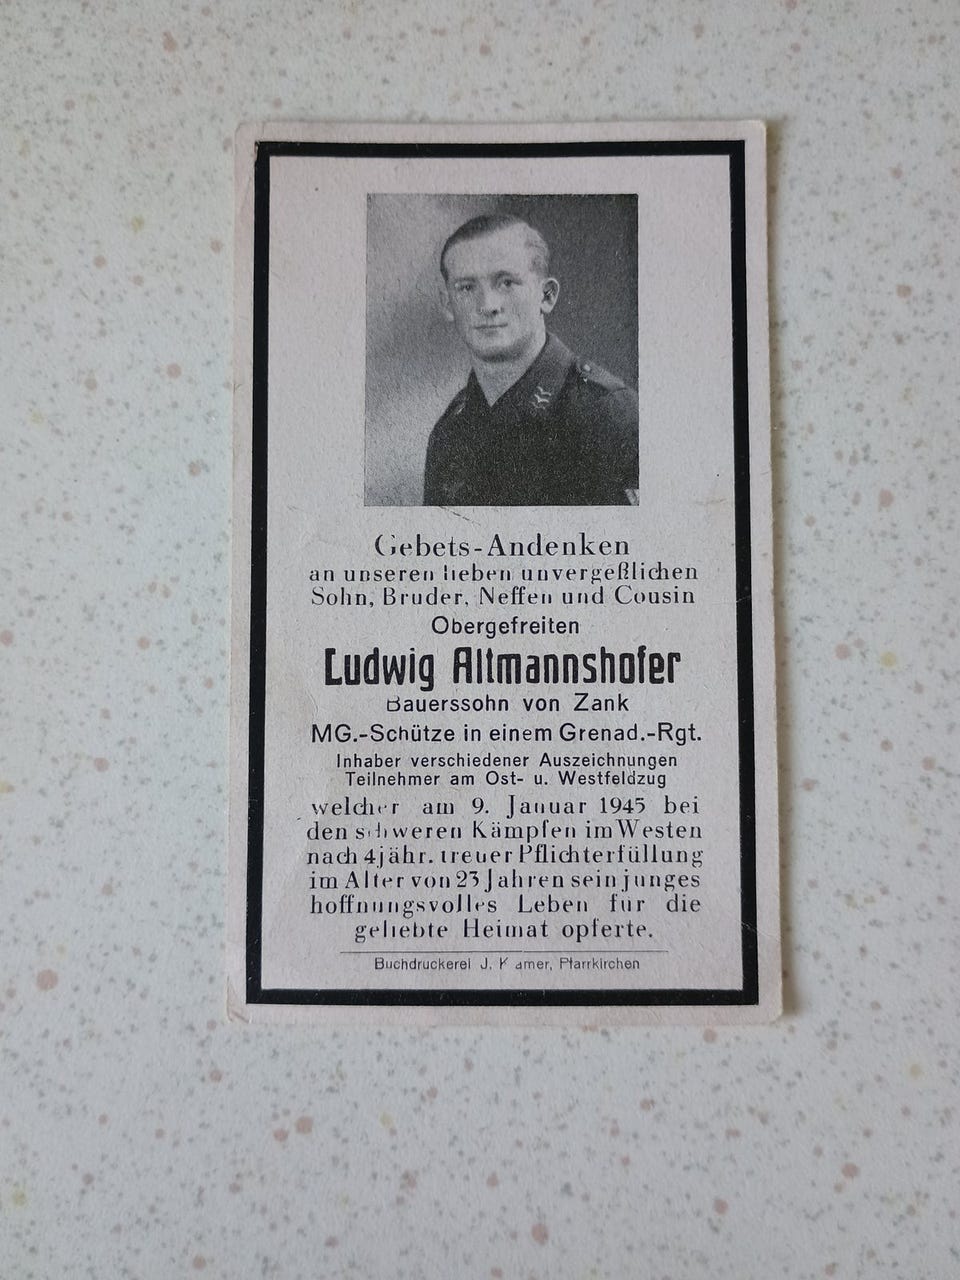 Gebets-Andenken
an unseren lieben unvergeßlichen
Sohn, Bruder, Neffen und Cousin
Obergefreiten
Ludwig Altmannshofer
Bauerssohn von Zank
MG.-Schütze in einem Grenad.-Rgt.
Inhaber verschiedener Auszeichnungen
Teilnehmer am Ost- u. Westfeldzug
welcher am 9. Januar 1945 bei
den schweren Kämpfen im Westen
nach 4jähr. treuer Pflichterfüllung
im Alter von 23 Jahren sein junges
hoffnungsvolles Leben für die
geliebte Heimat opferte.
Buchdruckerei J. Pfarrkirchen